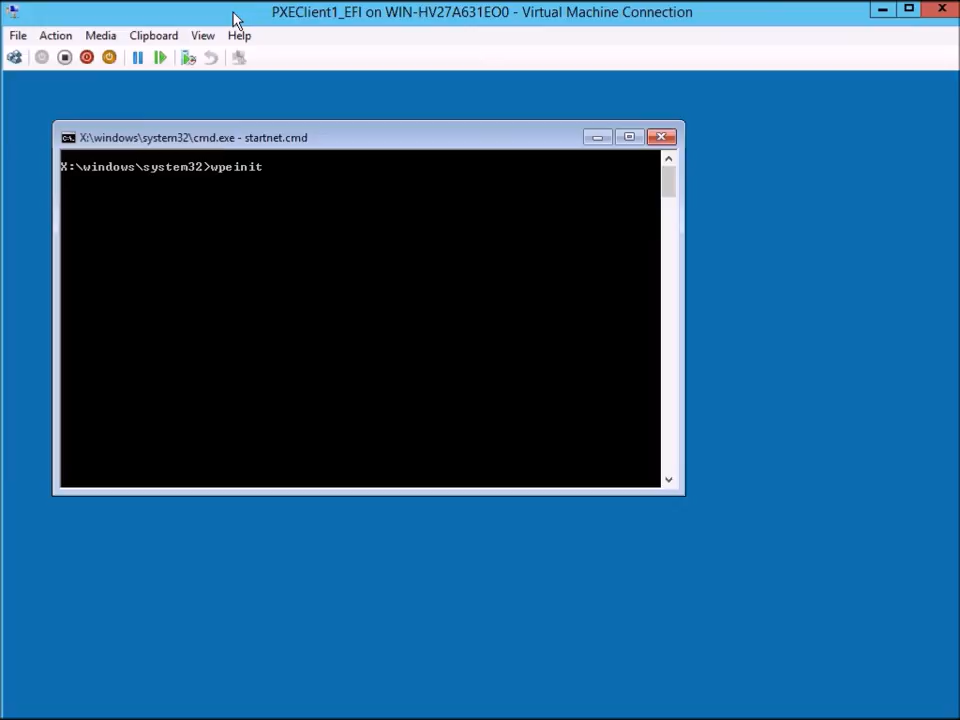 PXEClient1_EFI on WIN-HV27A631EO0 - Virtual Machine Connection
File Action Media Clipboard View Help
X:\windows\system32\cmd.exe - startnet.cmd
X:\windows\system32>wpeinit